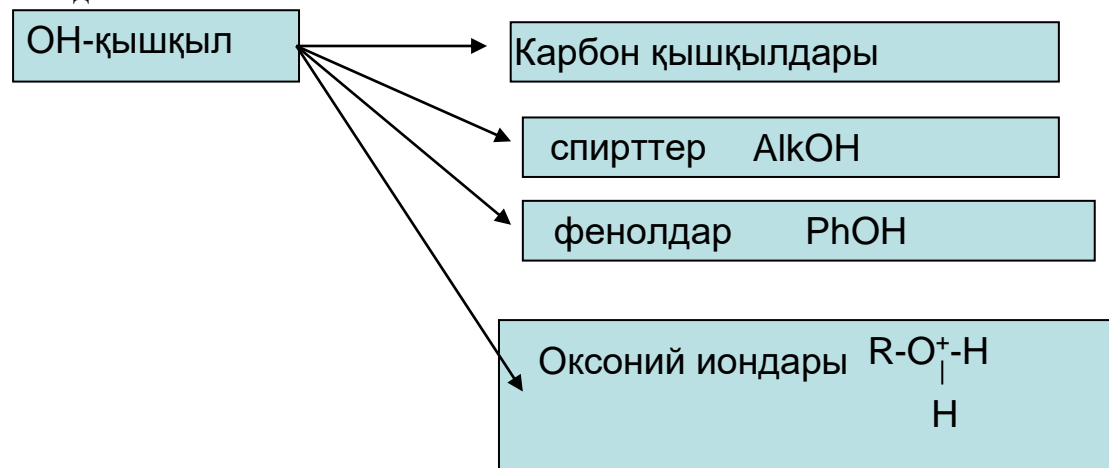 ОН-қышқыл
Карбон қышқылдары
спирттер AlkOH
фенолдар PhOH
Оксоний иондары R-O⁺-H
|
H